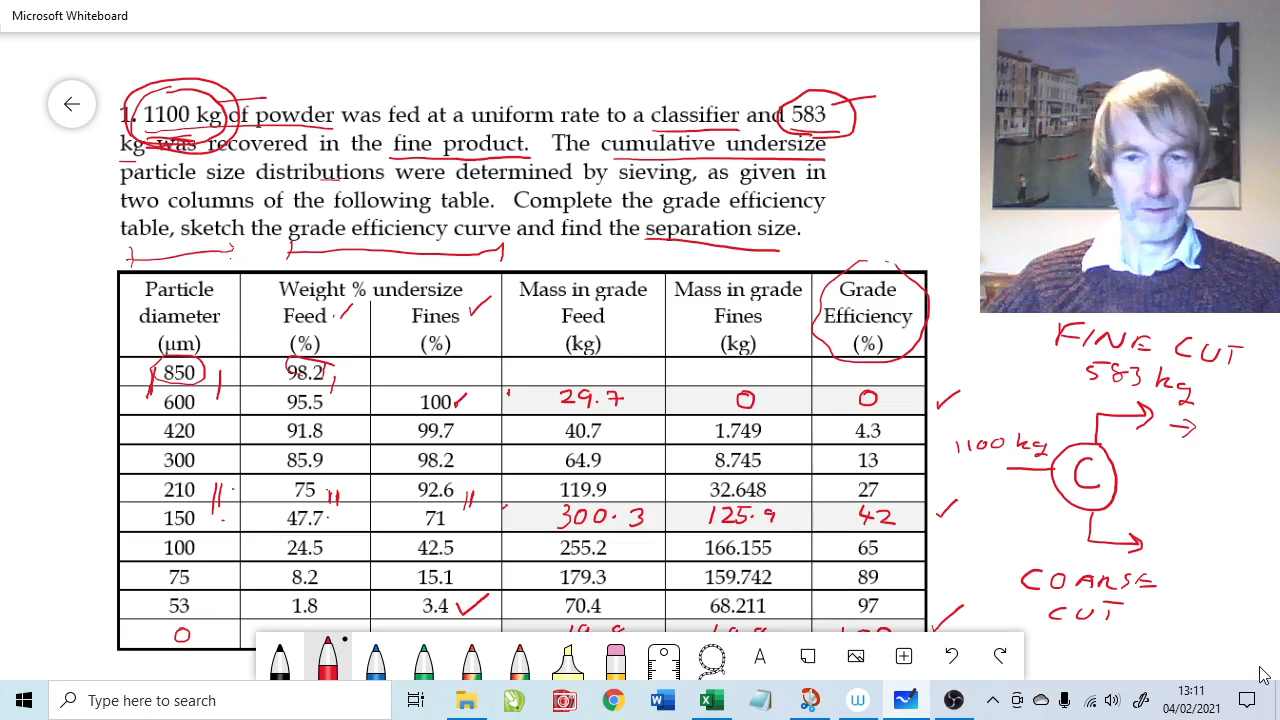 Microsoft Whiteboard
1. 1100 kg of powder was fed at a uniform rate to a classifier and 583
kg was recovered in the fine product. The cumulative undersize
particle size distributions were determined by sieving, as given in
two columns of the following table. Complete the grade efficiency
table, sketch the grade efficiency curve and find the separation size.
Particle diameter (μm) Weight % undersize Feed (%) Fines (%) Mass in grade Feed (kg) Mass in grade Fines (kg) Grade Efficiency (%)
850 98.2
600 95.5 100 29.7 0 0
420 91.8 99.7 40.7 1.749 4.3
300 85.9 98.2 64.9 8.745 13
210 75 92.6 119.9 32.648 27
150 47.7 71 300.3 125.9 42
100 24.5 42.5 255.2 166.155 65
75 8.2 15.1 179.3 159.742 89
53 1.8 3.4 70.4 68.211 97
0
FINE CUT
583 kg
1100 kg
C
COARSE
CUT
A
Type here to search
13:11
04/02/2021